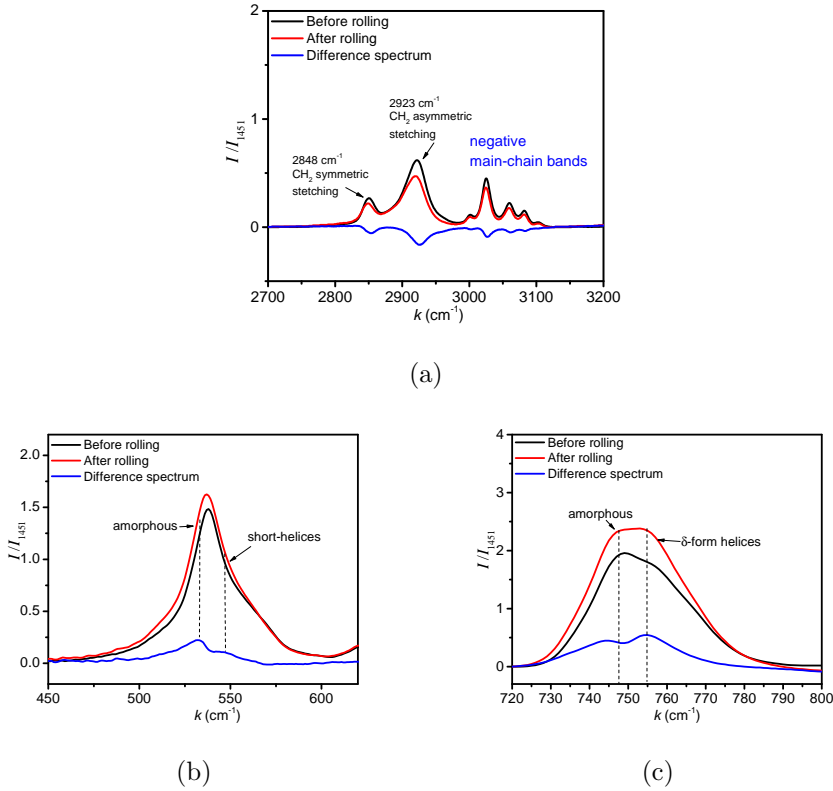 2
1
0
I/I1451
Before rolling
After rolling
Difference spectrum
2923 cm-1
CH2 asymmetric
stetching
2848 cm-1
CH2 symmetric
stetching
negative
main-chain bands
2700 2800 2900 3000 3100 3200
k (cm-1)
(a)
2.0
1.5
1.0
0.5
0.0
I/I1451
Before rolling
After rolling
Difference spectrum
amorphous
short-helices
450 500 550 600
k (cm-1)
(b)
4
3
2
1
0
I/I1451
Before rolling
After rolling
Difference spectrum
amorphous
δ-form helices
720 730 740 750 760 770 780 790 800
k (cm-1)
(c)